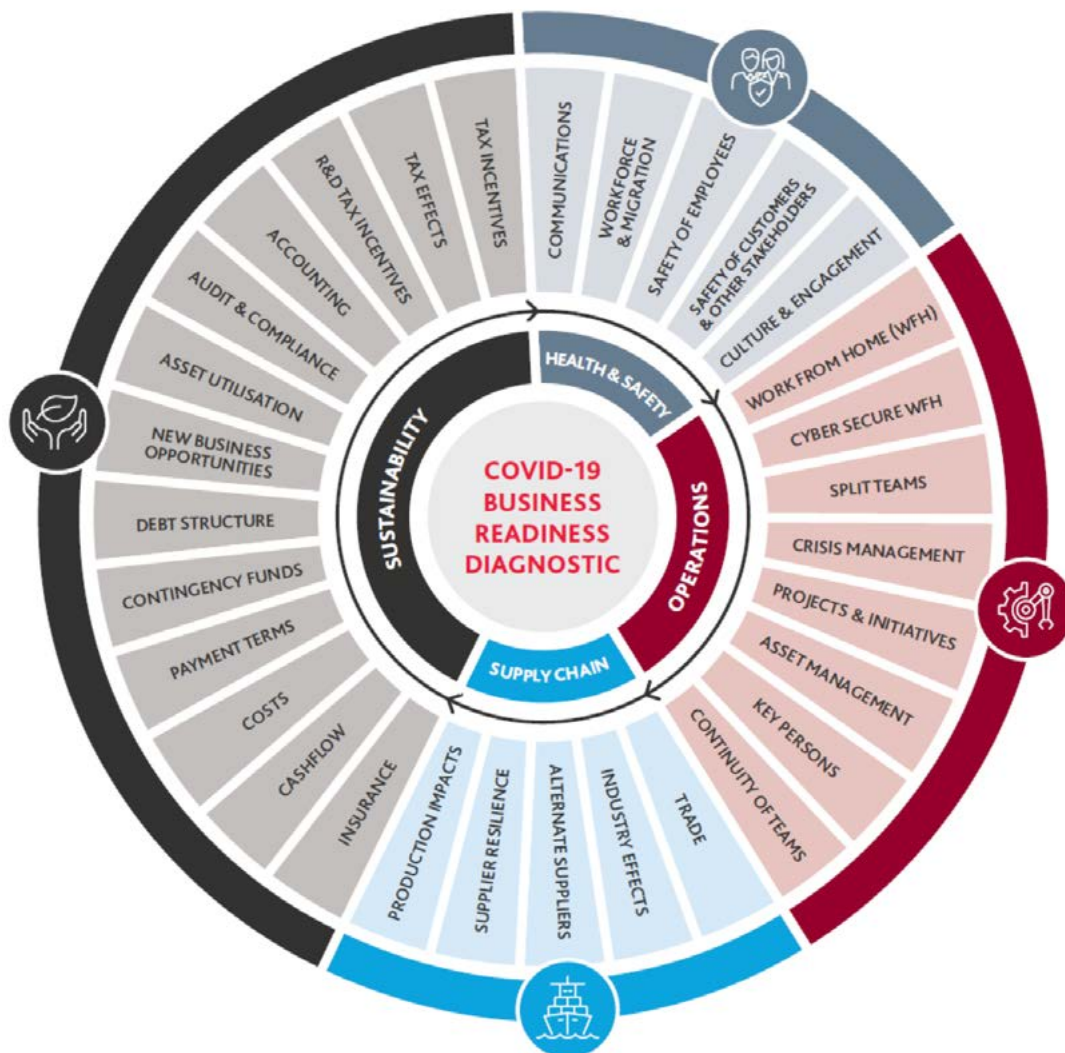 COVID-19
BUSINESS
READINESS
DIAGNOSTIC
HEALTH & SAFETY
OPERATIONS
SUPPLY CHAIN
SUSTAINABILITY
COMMUNICATIONS
WORKFORCE
& MIGRATION
SAFETY OF EMPLOYEES
SAFETY OF CUSTOMERS
& OTHER STAKEHOLDERS
CULTURE & ENGAGEMENT
WORK FROM HOME (WFH)
CYBER SECURE WFH
SPLIT TEAMS
CRISIS MANAGEMENT
PROJECTS & INITIATIVES
ASSET MANAGEMENT
KEY PERSONS
CONTINUITY OF TEAMS
TRADE
INDUSTRY EFFECTS
ALTERNATE SUPPLIERS
SUPPLIER RESILIENCE
PRODUCTION IMPACTS
INSURANCE
CASHFLOW
COSTS
PAYMENT TERMS
CONTINGENCY FUNDS
DEBT STRUCTURE
NEW BUSINESS
OPPORTUNITIES
ASSET UTILISATION
AUDIT & COMPLIANCE
ACCOUNTING
R&D TAX INCENTIVES
TAX EFFECTS
TAX INCENTIVES